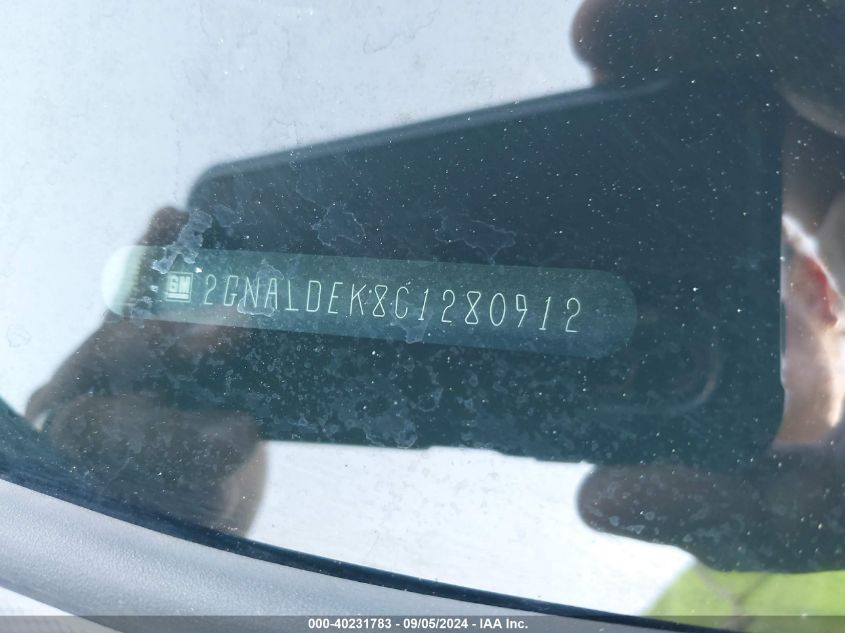 GM 2GNALDEK8C1280912
000-40231783 - 09/05/2024 - IAA Inc.